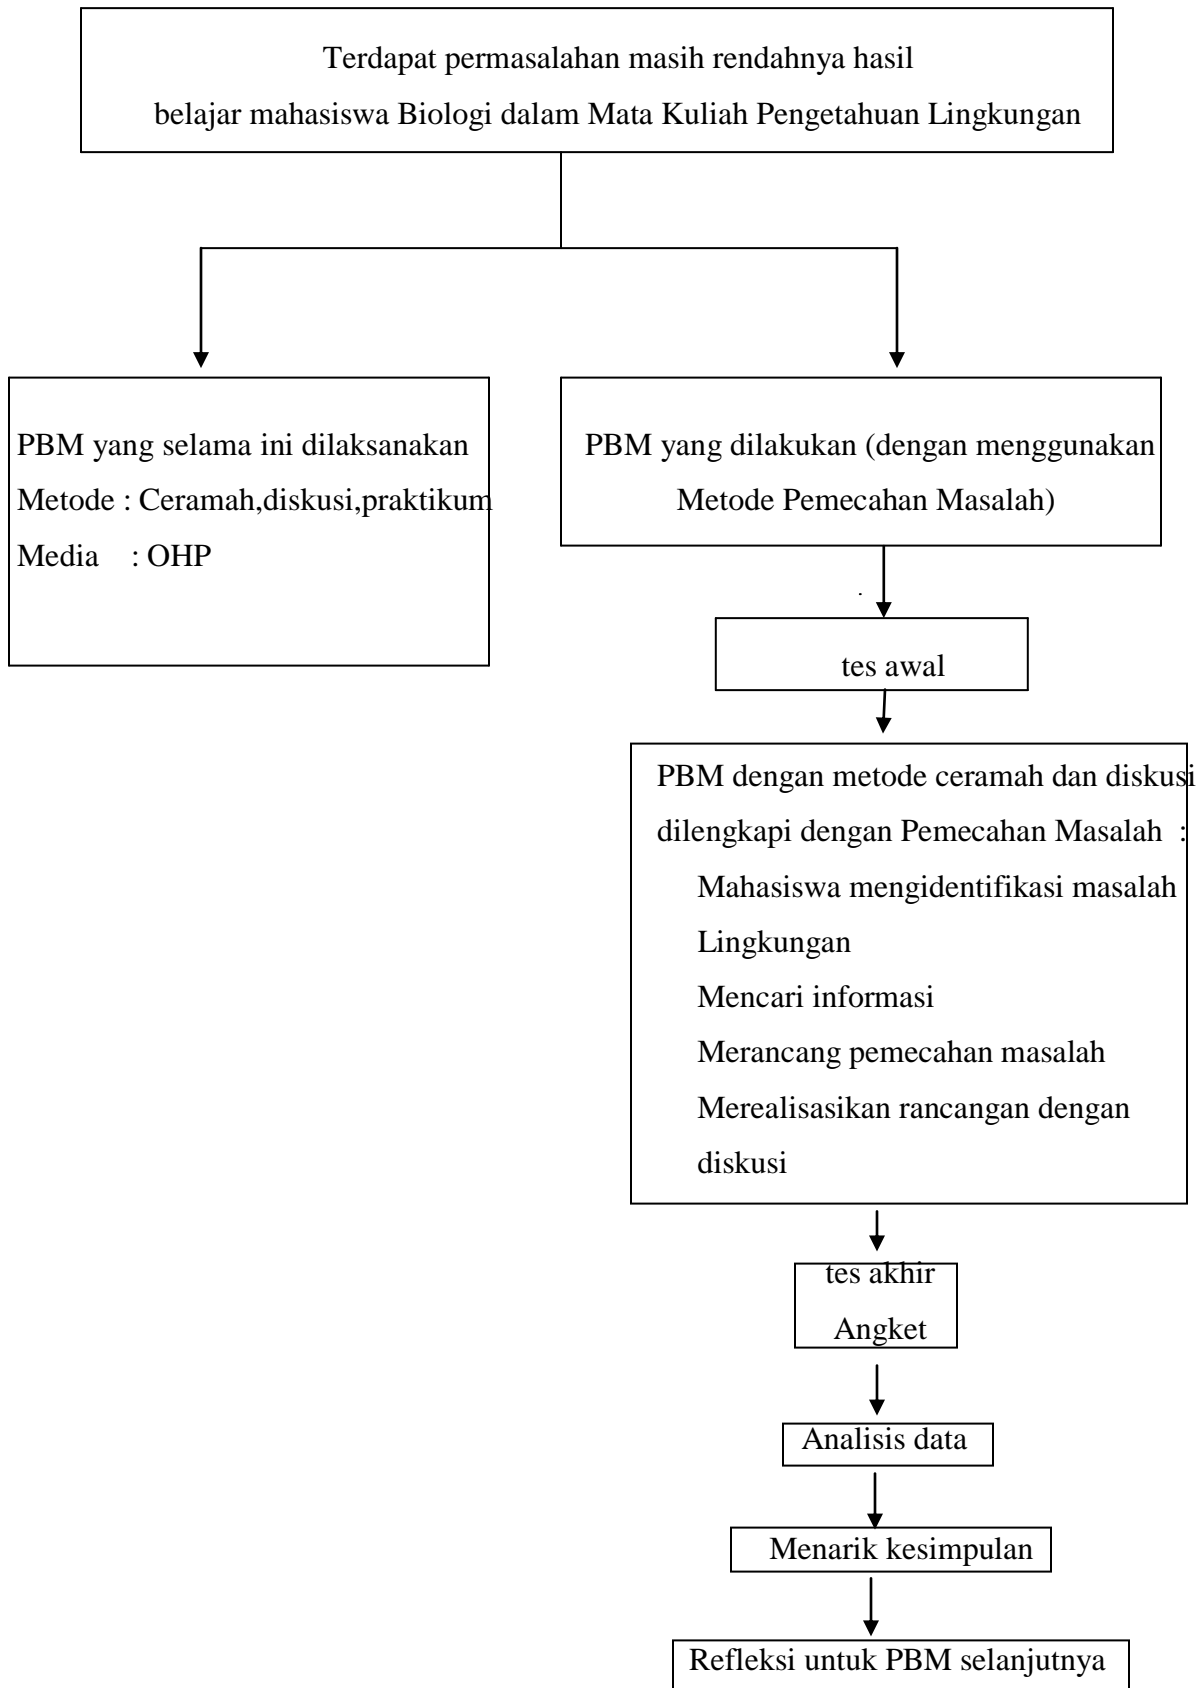 Terdapat permasalahan masih rendahnya hasil
belajar mahasiswa Biologi dalam Mata Kuliah Pengetahuan Lingkungan
PBM yang selama ini dilaksanakan
Metode : Ceramah,diskusi,praktikum
Media : OHP
PBM yang dilakukan (dengan menggunakan
Metode Pemecahan Masalah)
.
tes awal
PBM dengan metode ceramah dan diskusi
dilengkapi dengan Pemecahan Masalah :
Mahasiswa mengidentifikasi masalah
Lingkungan
Mencari informasi
Merancang pemecahan masalah
Merealisasikan rancangan dengan
diskusi
tes akhir
Angket
Analisis data
Menarik kesimpulan
Refleksi untuk PBM selanjutnya